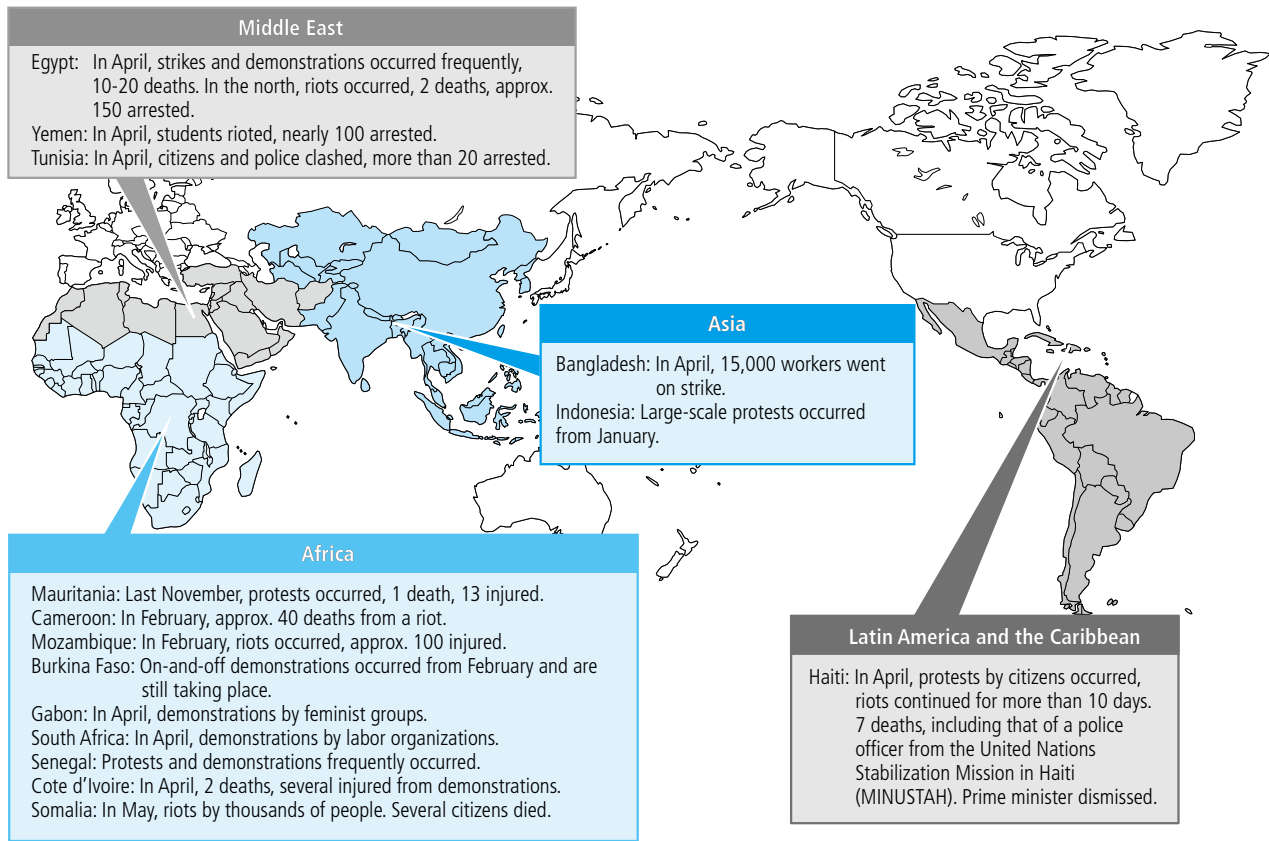 Middle East
Egypt: In April, strikes and demonstrations occurred frequently,
10-20 deaths. In the north, riots occurred, 2 deaths, approx.
150 arrested.
Yemen: In April, students rioted, nearly 100 arrested.
Tunisia: In April, citizens and police clashed, more than 20 arrested.
Asia
Bangladesh: In April, 15,000 workers went
on strike.
Indonesia: Large-scale protests occurred
from January.
Africa
Mauritania: Last November, protests occurred, 1 death, 13 injured.
Cameroon: In February, approx. 40 deaths from a riot.
Mozambique: In February, riots occurred, approx. 100 injured.
Burkina Faso: On-and-off demonstrations occurred from February and are
still taking place.
Gabon: In April, demonstrations by feminist groups.
South Africa: In April, demonstrations by labor organizations.
Senegal: Protests and demonstrations frequently occurred.
Cote d'Ivoire: In April, 2 deaths, several injured from demonstrations.
Somalia: In May, riots by thousands of people. Several citizens died.
Latin America and the Caribbean
Haiti: In April, protests by citizens occurred,
riots continued for more than 10 days.
7 deaths, including that of a police
officer from the United Nations
Stabilization Mission in Haiti
(MINUSTAH). Prime minister dismissed.